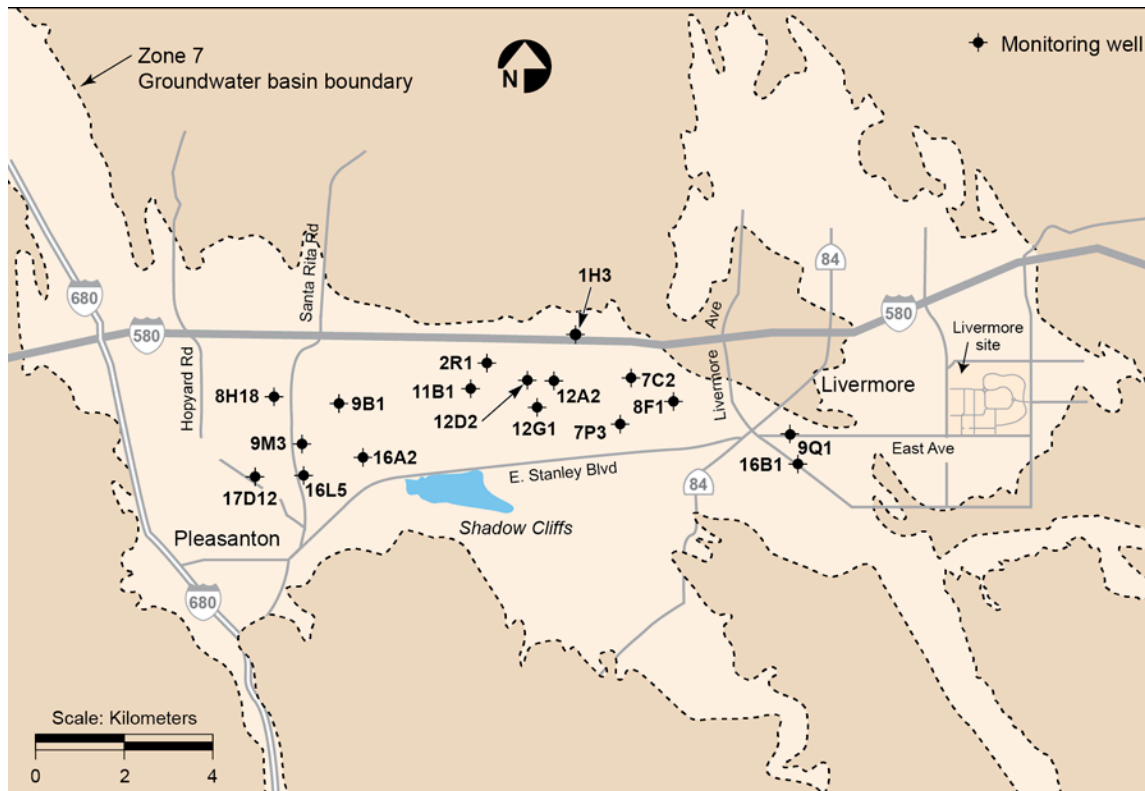 Zone 7
Groundwater basin boundary
N
Monitoring well
Santa Rita Rd
84
1H3
680
580
580
Livermore
site
Hopyard Rd
Livermore Ave
2R1
7C2
Livermore
8H18
9B1
11B1
12A2
8F1
12D2
12G1
7P3
9M3
9Q1
East Ave
16A2
16B1
E. Stanley Blvd
17D12
16L5
84
Shadow Cliffs
Pleasanton
680
Scale: Kilometers
0 2 4